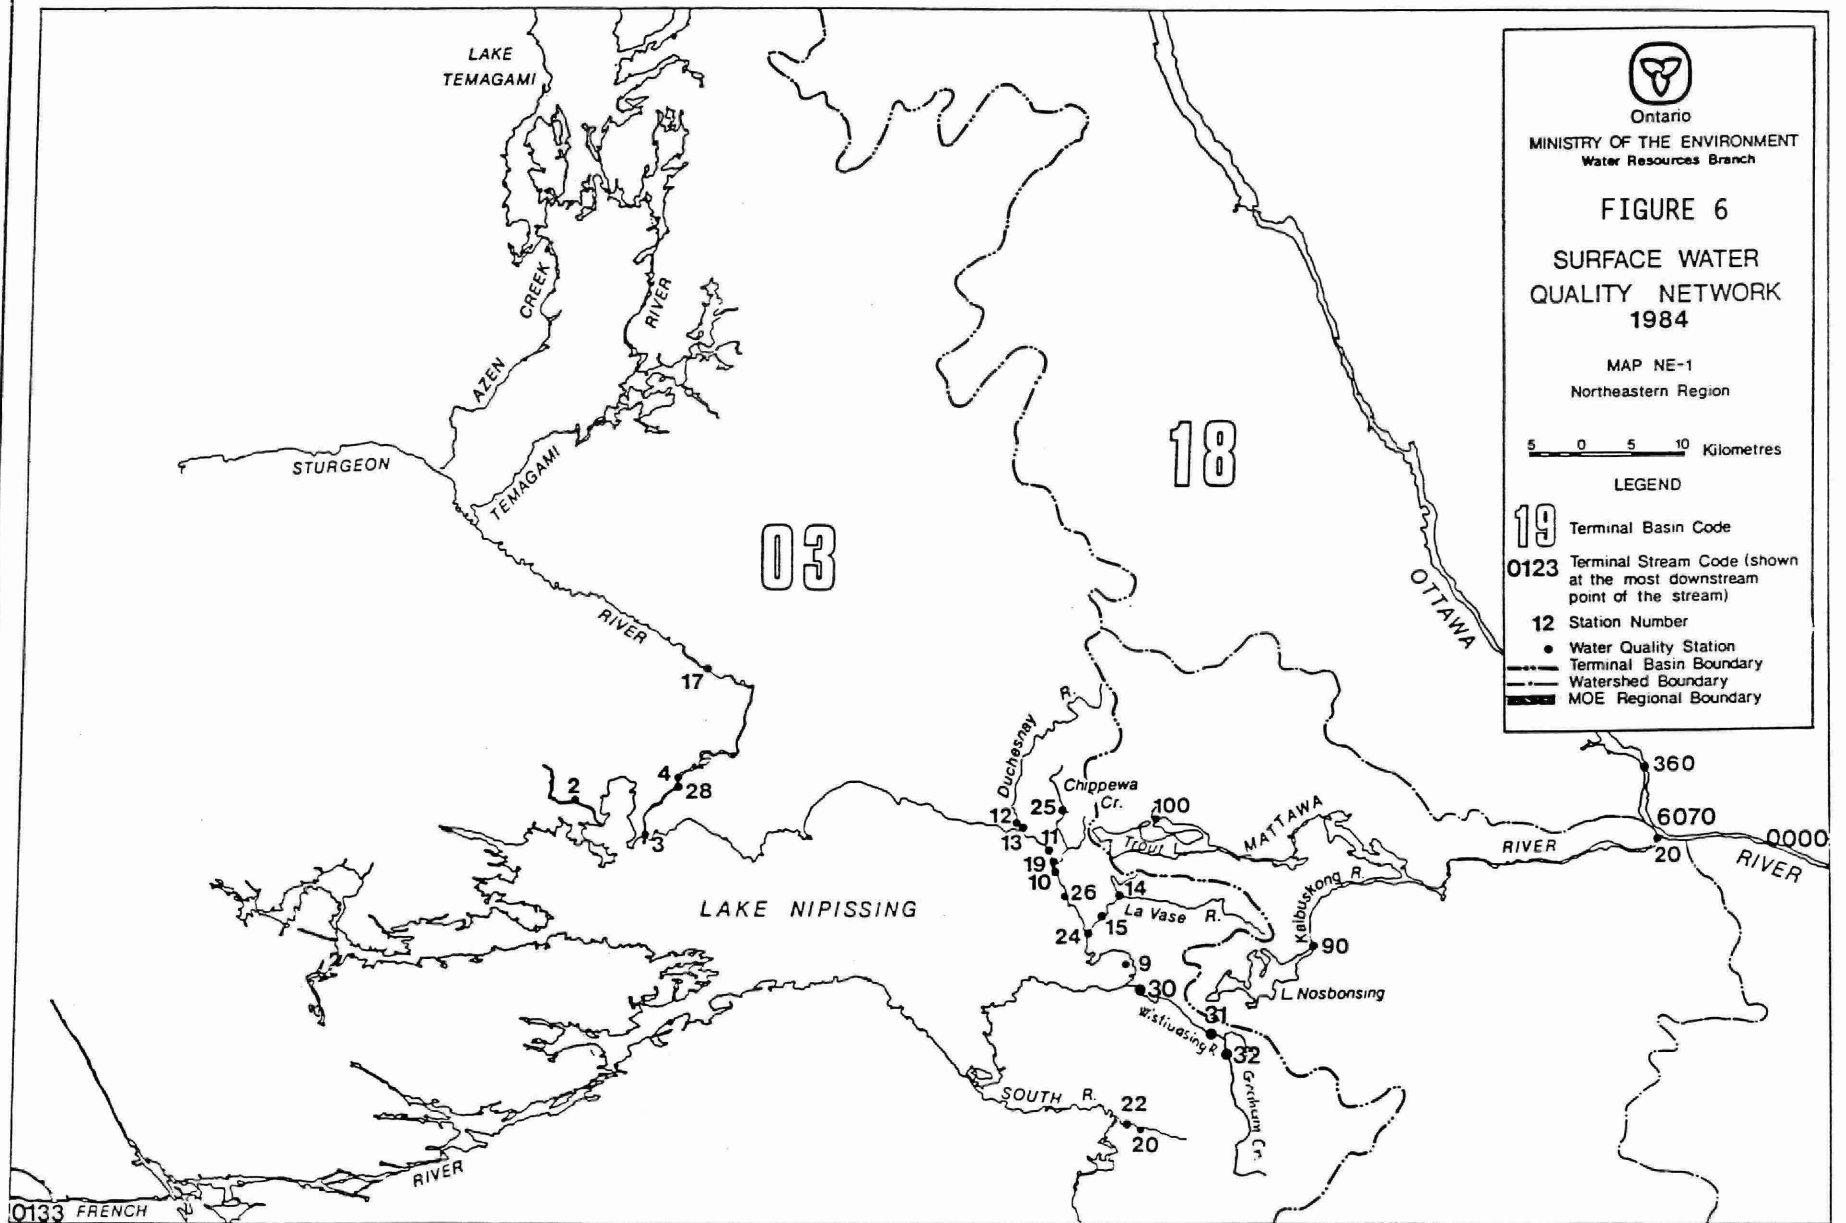 LAKE
TEMAGAMI
CREEK
AZEN
RIVER
TEMAGAMI
STURGEON
RIVER
03
18
OTTAWA
17
4
28
2
3
Duchesnay R.
Chippewa
Cr.
25
12
13
11
19
10
26
14
15
24
La Vase R.
9
30
Wistiwasing R.
31
32
Graham Cr.
100
Trout L.
MATTAWA
RIVER
Kaibuskong R.
90
L. Nosbonsing
360
6070
20
0000
RIVER
LAKE NIPISSING
SOUTH R.
22
20
RIVER
0133 FRENCH
Ontario
MINISTRY OF THE ENVIRONMENT
Water Resources Branch
FIGURE 6
SURFACE WATER
QUALITY NETWORK
1984
MAP NE-1
Northeastern Region
5 0 5 10 Kilometres
LEGEND
19 Terminal Basin Code
0123 Terminal Stream Code (shown
at the most downstream
point of the stream)
12 Station Number
Water Quality Station
Terminal Basin Boundary
Watershed Boundary
MOE Regional Boundary